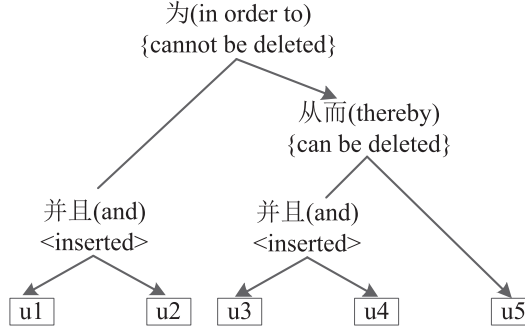 为(in order to)
{cannot be deleted}
从而(thereby)
{can be deleted}
并且(and)
<inserted>
并且(and)
<inserted>
u1
u2
u3
u4
u5